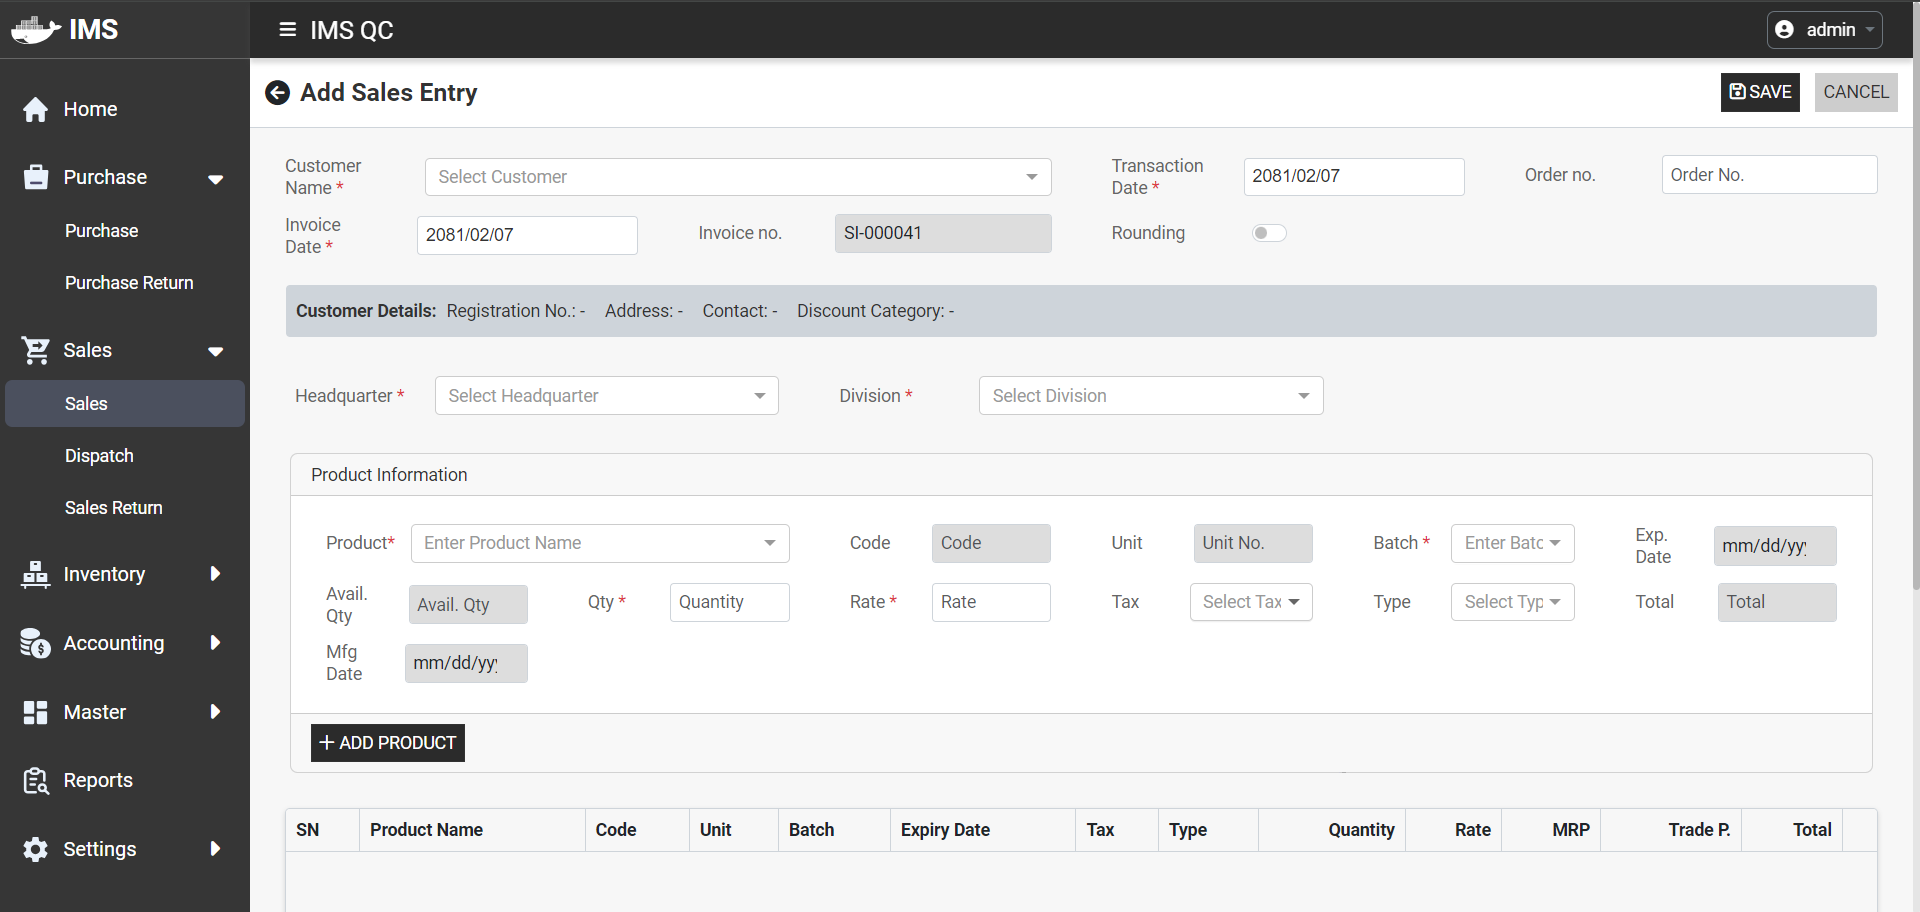 IMS
IMS QC
admin
Home
Purchase
Purchase
Purchase Return
Sales
Sales
Dispatch
Sales Return
Inventory
Accounting
Master
Reports
Settings
Add Sales Entry
SAVE
CANCEL
Customer
Name *
Select Customer
Transaction
Date *
2081/02/07
Order no.
Order No.
Invoice
Date *
2081/02/07
Invoice no.
SI-000041
Rounding
Customer Details: Registration No.: - Address: - Contact: - Discount Category: -
Headquarter *
Select Headquarter
Division *
Select Division
Product Information
Product*
Enter Product Name
Code
Code
Unit
Unit No.
Batch *
Enter Batc
Exp.
Date
mm/dd/yy
Avail.
Qty
Avail. Qty
Qty *
Quantity
Rate *
Rate
Tax
Select Tax
Type
Select Typ
Total
Total
Mfg
Date
mm/dd/yy
+ ADD PRODUCT
SN Product Name Code Unit Batch Expiry Date Tax Type Quantity Rate MRP Trade P. Total